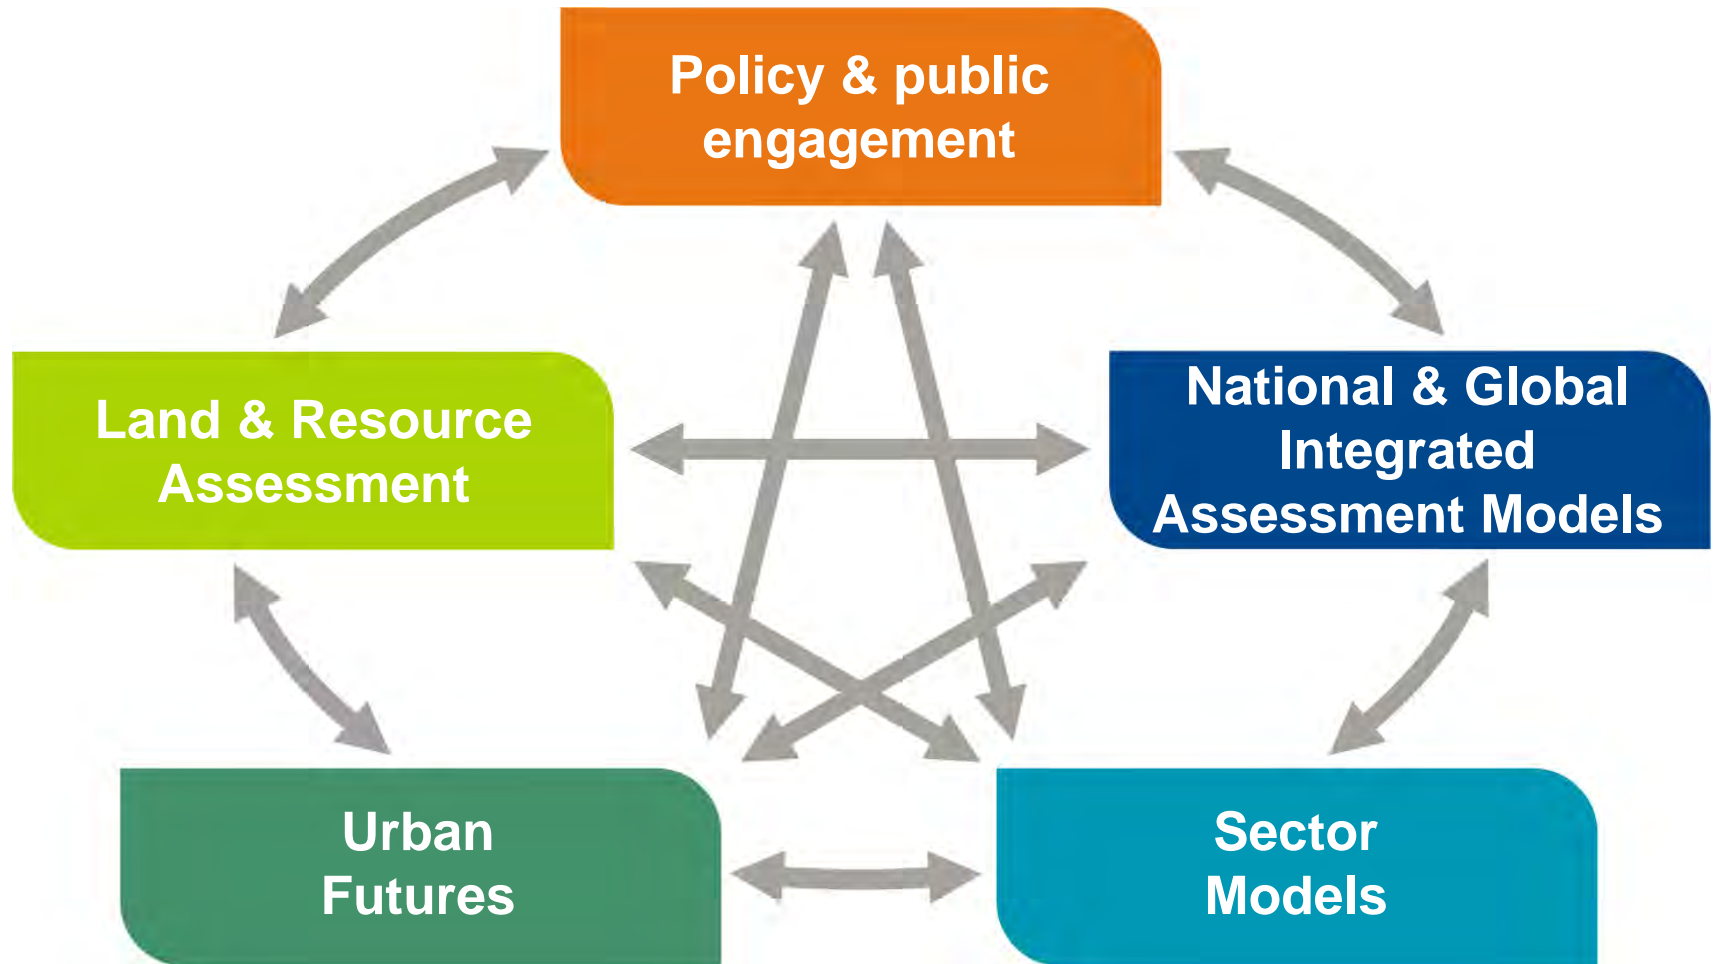 Policy & public
engagement
Land & Resource
Assessment
National & Global
Integrated
Assessment Models
Urban
Futures
Sector
Models